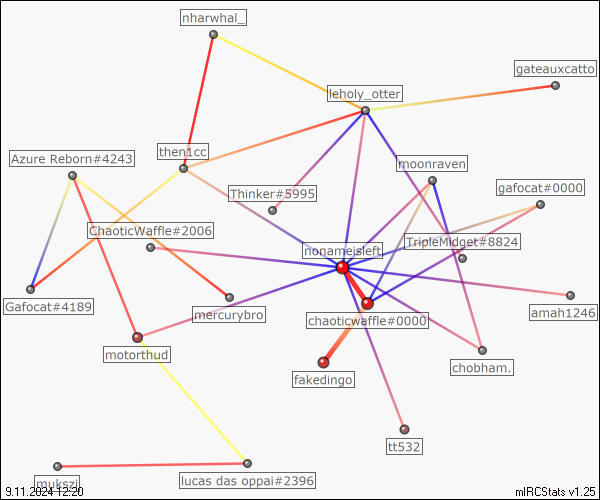 nharwhal_
gateauxcatto
leholy_otter
then1cc
Azure Reborn#4243
moonraven
Thinker#5995
gafocat#0000
ChaoticWaffle#2006
TripleMidget#8824
nonameisleft
Gafocat#4189
mercurybro
amah1246
chaoticwaffle#0000
motorthud
chobham.
fakedingo
tt532
mukszi
lucas das oppai#2396
9.11.2024 12:20
mIRCStats v1.25